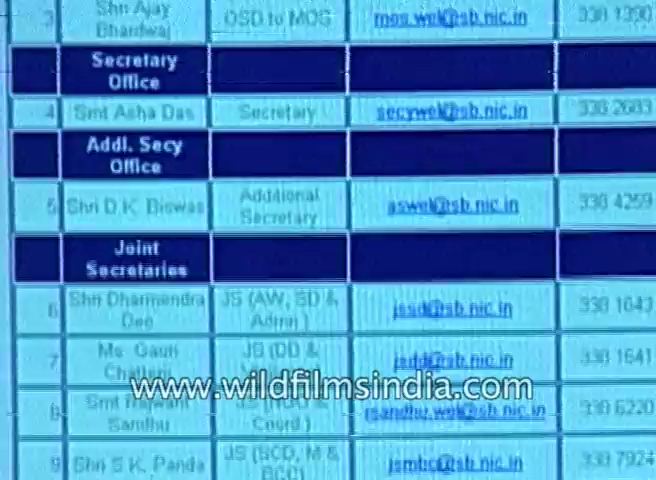 3 Shri Ajay Bhardwaj OSD to MOS mos.wel@sb.nic.in 338 1390
Secretary Office
4 Smt Asha Das Secretary secywel@sb.nic.in 338 2683
Addl. Secy Office
5 Shri D.K. Biswas Additional Secretary aswel@sb.nic.in 338 4259
Joint Secretaries
6 Shri Dharmendra Deo JS (AW, SD & Admn.) jssd@sb.nic.in 338 1643
7 Ms. Gauri JS (DD & jsdd@sb.nic.in 338 1641
www.wildfilmsindia.com
8 Smt Rajwant Sandhu Coord.) rsandhu.wel@sb.nic.in 338 6220
9 Shri S.K. Panda JS (SCD, M & BCC) jsmbc@sb.nic.in 338 7924